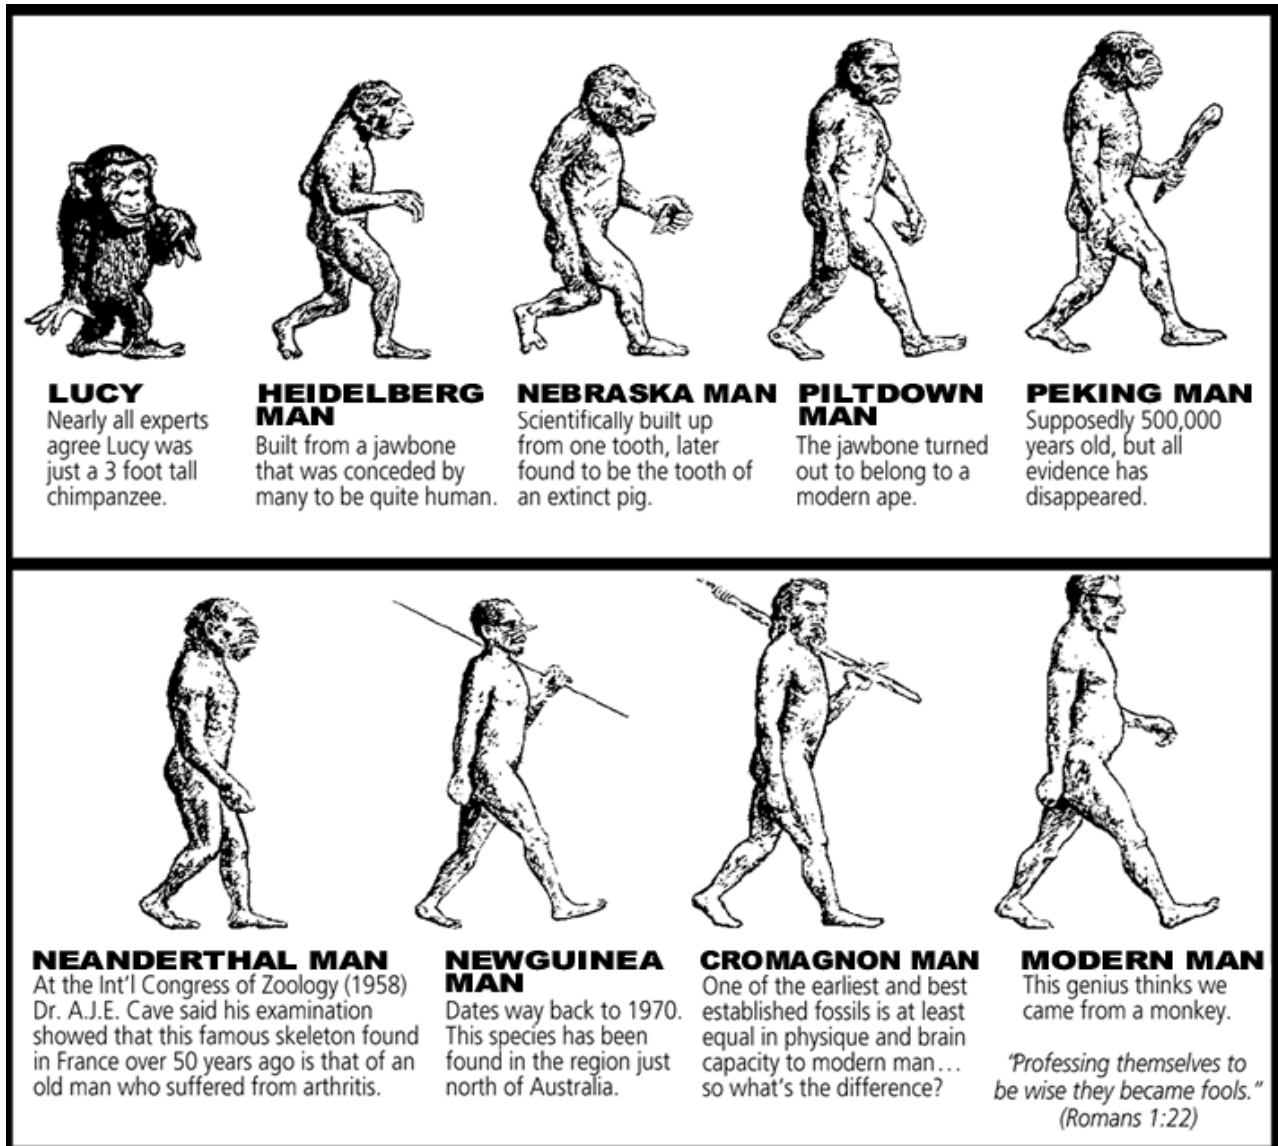 LUCY
Nearly all experts
agree Lucy was
just a 3 foot tall
chimpanzee.
HEIDELBERG
MAN
Built from a jawbone
that was conceded by
many to be quite human.
NEBRASKA MAN
Scientifically built up
from one tooth, later
found to be the tooth of
an extinct pig.
PILTDOWN
MAN
The jawbone turned
out to belong to a
modern ape.
PEKING MAN
Supposedly 500,000
years old, but all
evidence has
disappeared.
NEANDERTHAL MAN
At the Int'l Congress of Zoology (1958)
Dr. A.J.E. Cave said his examination
showed that this famous skeleton found
in France over 50 years ago is that of an
old man who suffered from arthritis.
NEWGUINEA
MAN
Dates way back to 1970.
This species has been
found in the region just
north of Australia.
CROMAGNON MAN
One of the earliest and best
established fossils is at least
equal in physique and brain
capacity to modern man…
so what's the difference?
MODERN MAN
This genius thinks we
came from a monkey.
"Professing themselves to
be wise they became fools."
(Romans 1:22)